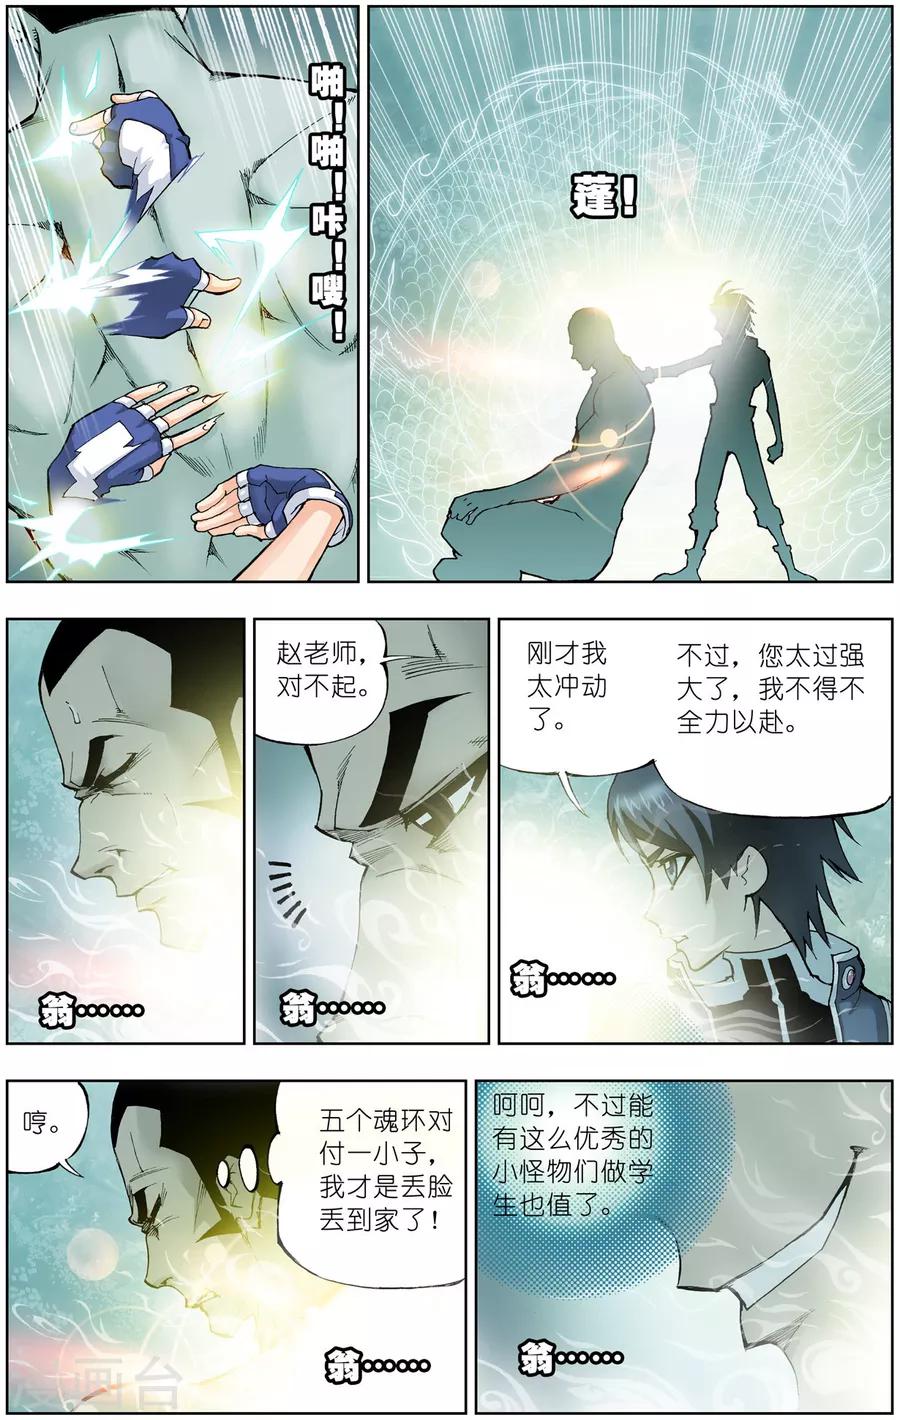 啪！啪！咔！嗖！
蓬！
赵老师，
对不起。
翁……
翁……
刚才我
太冲动
了。
不过，您太过强
大了，我不得不
全力以赴。
翁……
哼。
五个魂环对
付一小子，
我才是丢脸
丢到家了！
翁……
呵呵，不过能
有这么优秀的
小怪物们做学
生也值了。
翁……
漫画台